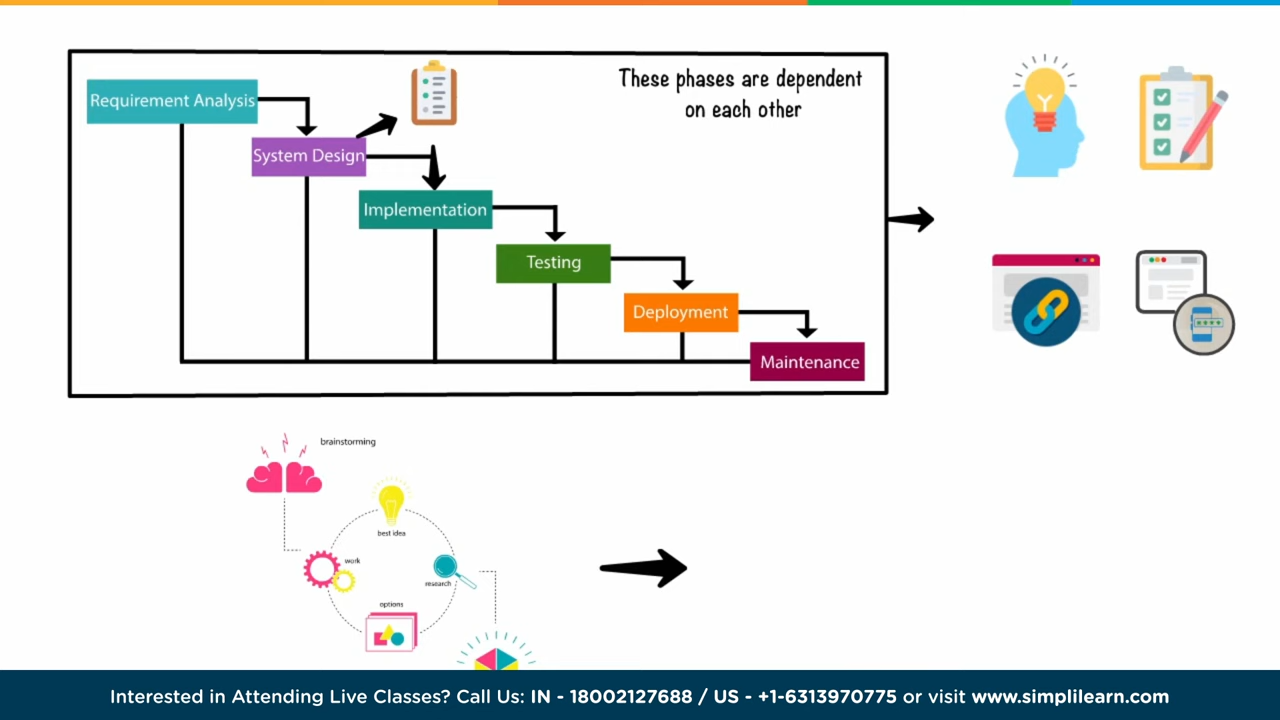 Requirement Analysis
These phases are dependent
on each other
System Design
Implementation
Testing
Deployment
Maintenance
brainstorming
best idea
work
research
options
Interested in Attending Live Classes? Call Us: IN - 18002127688 / US - +1-6313970775 or visit www.simplilearn.com